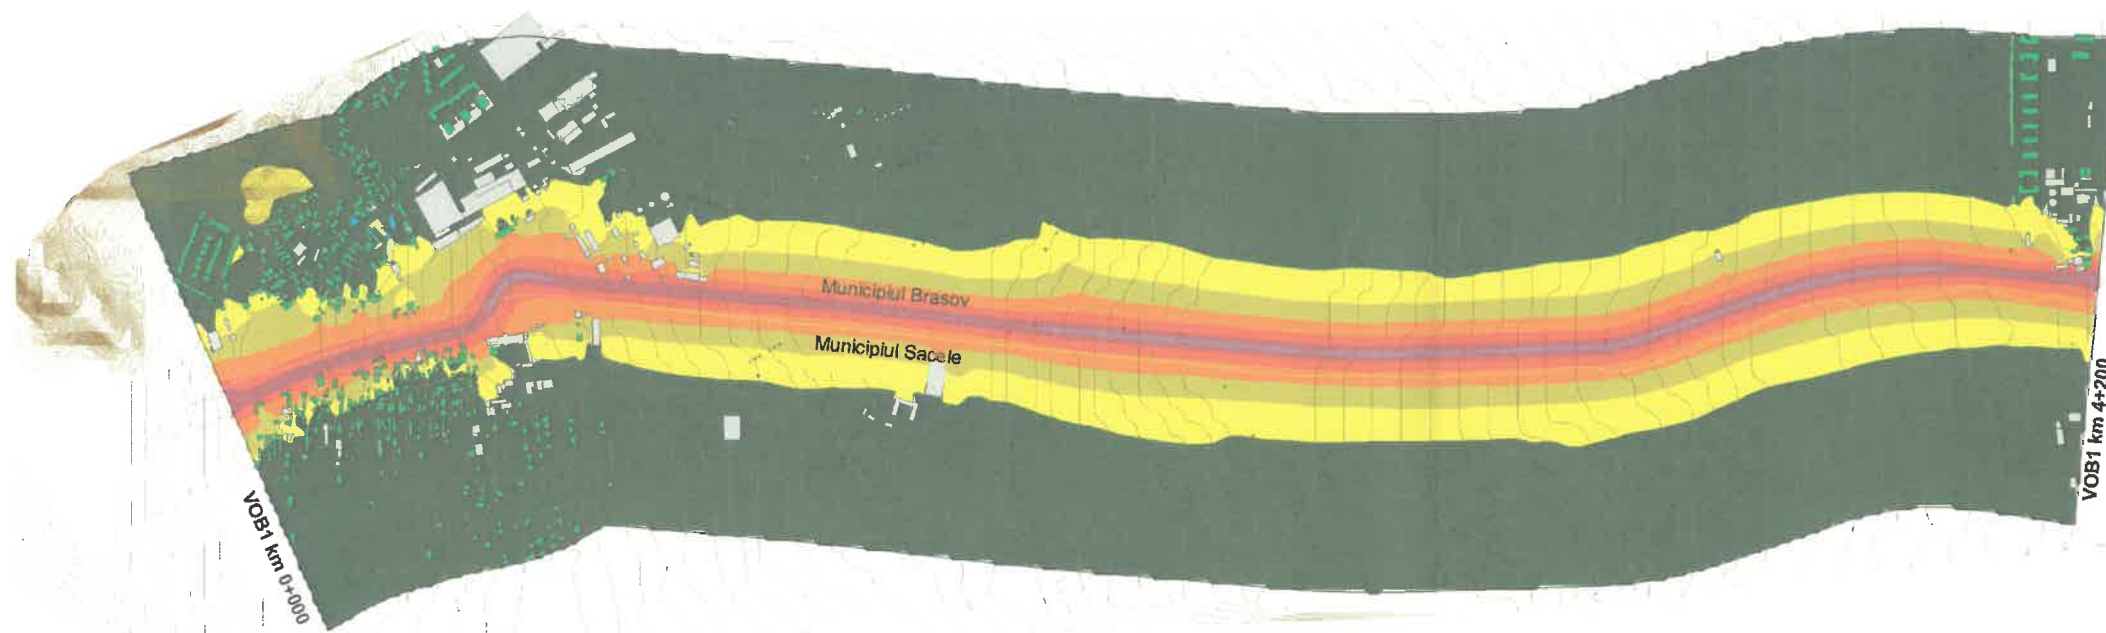 Municipiul Brasov
Municipiul Sacele
VOB1 km 0+000
VOB1 km 4+200